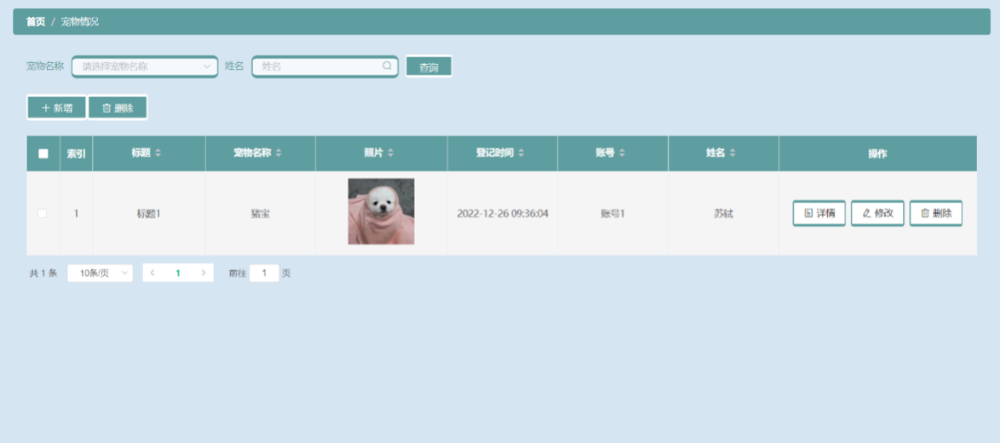 首页 / 宠物情况
宠物名称 请选择宠物名称 姓名 姓名 查询
新增 删除
索引 标题 宠物名称 照片 登记时间 账号 姓名 操作
1 标题1 猪宝 2022-12-26 09:36:04 账号1 苏轼 详情 修改 删除
共 1 条 10条/页 1 前往 1 页